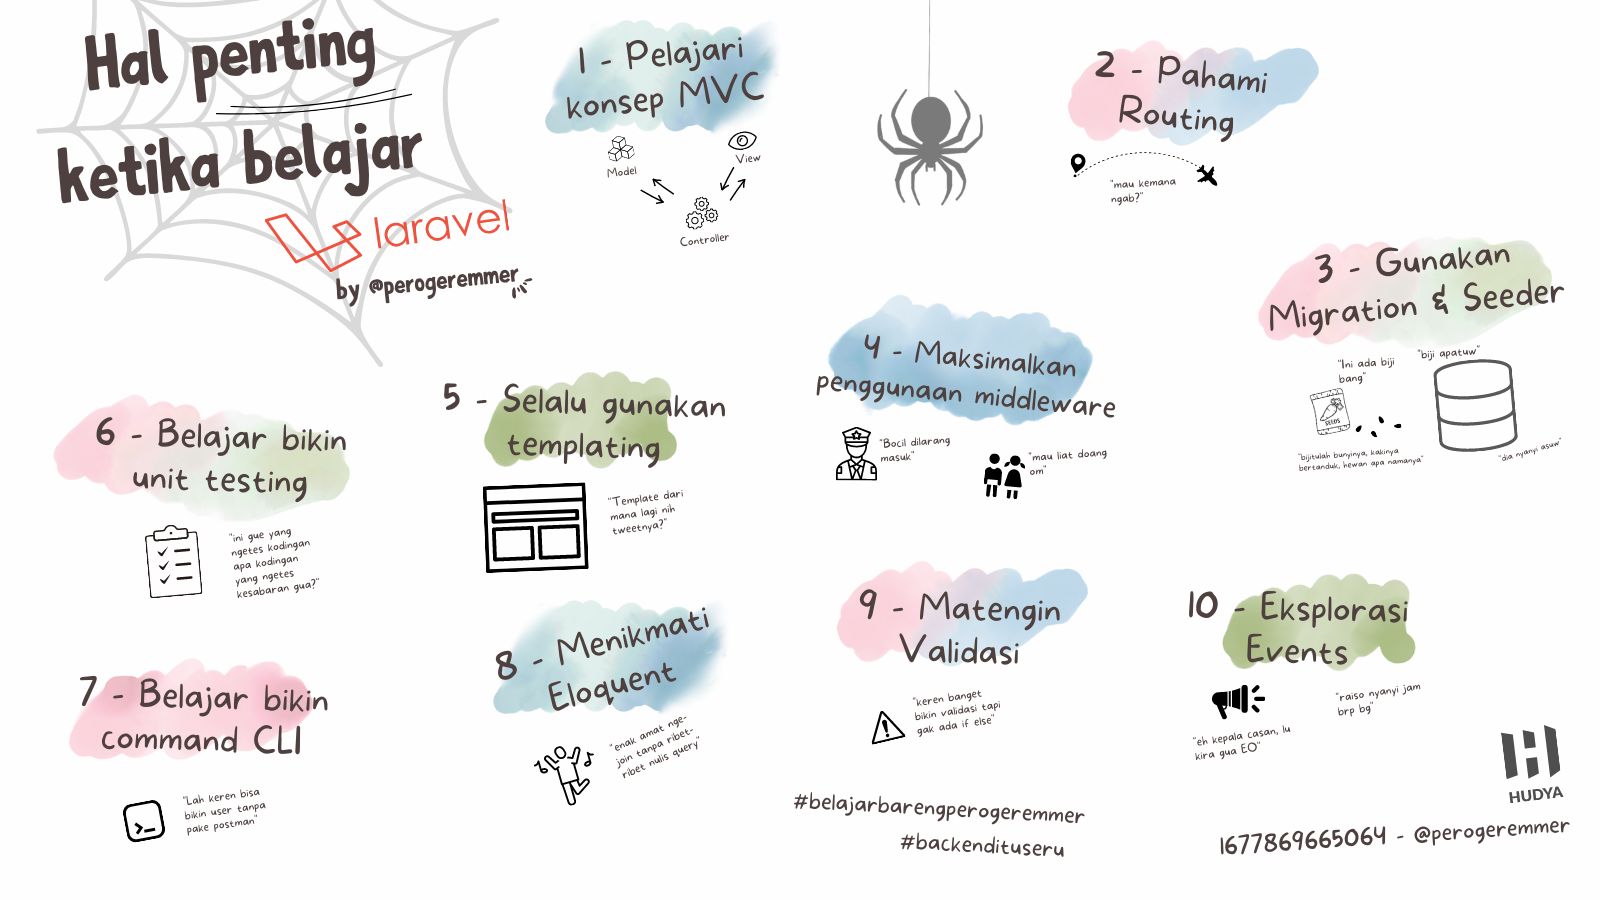 Hal penting
ketika belajar
laravel
by @perogeremmer
1 - Pelajari
konsep MVC
Model
View
Controller
2 - Pahami
Routing
"mau kemana
ngab?"
3 - Gunakan
Migration & Seeder
"Ini ada biji
bang"
"biji apatuw"
SEEDS
"bijitulah bunyinya, kakinya
bertanduk, hewan apa namanya"
"dia nyanyi asuw"
4 - Maksimalkan
penggunaan middleware
"Bocil dilarang
masuk"
"mau liat doang
om"
5 - Selalu gunakan
templating
"Template dari
mana lagi nih
tweetnya?"
6 - Belajar bikin
unit testing
"ini gue yang
ngetes kodingan
apa kodingan
yang ngetes
kesabaran gua?"
7 - Belajar bikin
command CLI
"Lah keren bisa
bikin user tanpa
pake postman"
8 - Menikmati
Eloquent
"enak amat nge-
join tanpa ribet-
ribet nulis query"
9 - Matengin
Validasi
"keren banget
bikin validasi tapi
gak ada if else"
10 - Eksplorasi
Events
"raiso nyanyi jam
brp bg"
"eh kepala casan, lu
kira gua EO"
#belajarbarengperogeremmer
#backendituseru
HUDYA
1677869665064 - @perogeremmer